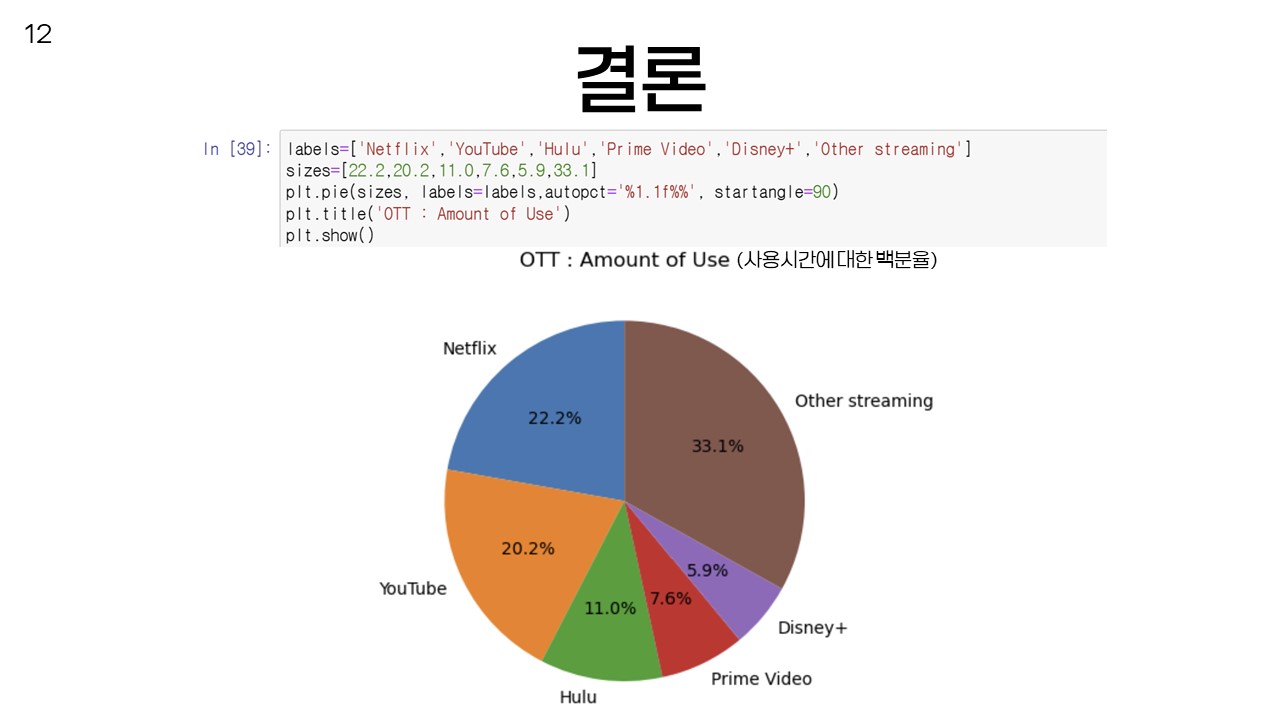 12
결론
In [39]:
labels=['Netflix','YouTube','Hulu','Prime Video','Disney+','Other streaming']
sizes=[22.2,20.2,11.0,7.6,5.9,33.1]
plt.pie(sizes, labels=labels,autopct='%1.1f%%', startangle=90)
plt.title('OTT : Amount of Use')
plt.show()
OTT : Amount of Use (사용시간에 대한 백분율)
Netflix
Other streaming
22.2%
33.1%
20.2%
5.9%
YouTube
7.6%
11.0%
Disney+
Prime Video
Hulu